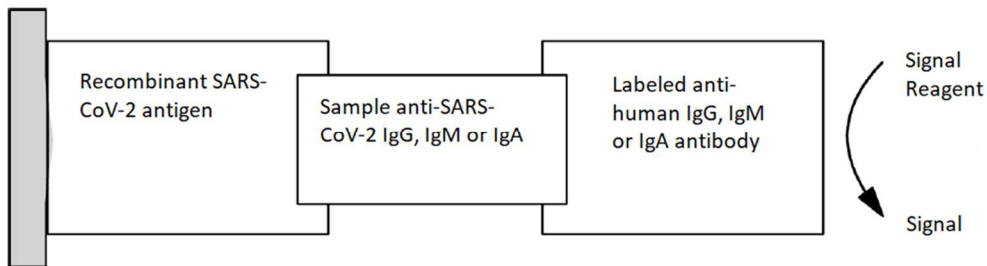 Recombinant SARS-
CoV-2 antigen
Sample anti-SARS-
CoV-2 IgG, IgM or IgA
Labeled anti-
human IgG, IgM
or IgA antibody
Signal
Reagent
Signal